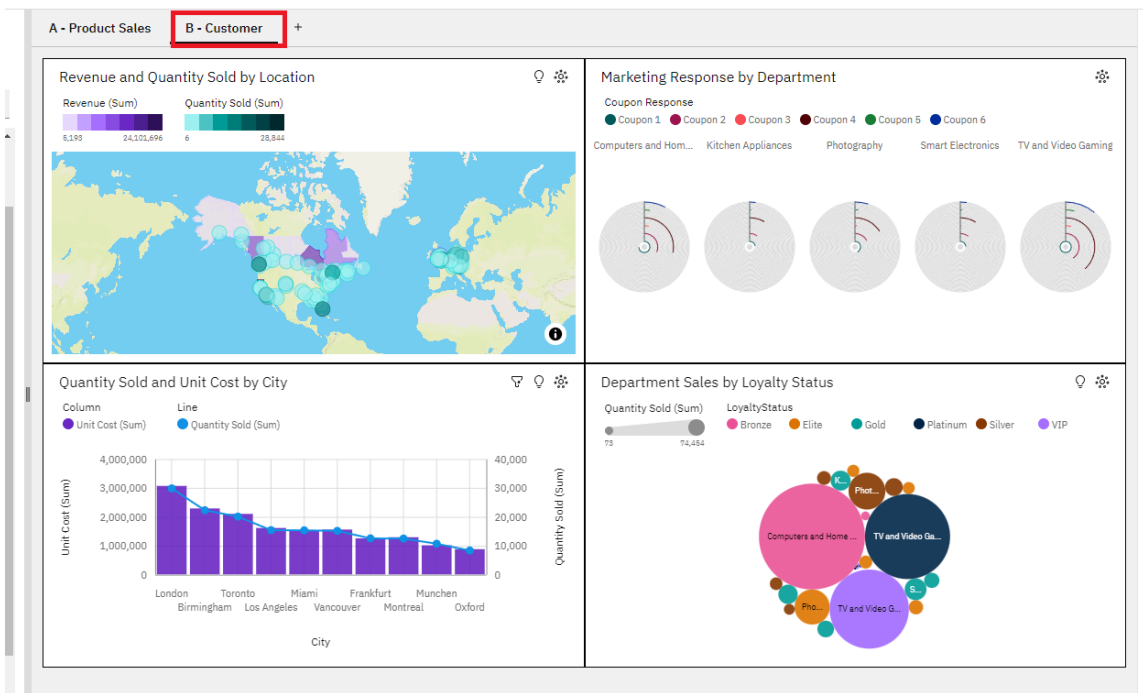 A - Product Sales B - Customer +
Revenue and Quantity Sold by Location
Revenue (Sum) Quantity Sold (Sum)
5,193 24,101,696 6 28,844
Marketing Response by Department
Coupon Response
Coupon 1 Coupon 2 Coupon 3 Coupon 4 Coupon 5 Coupon 6
Computers and Hom... Kitchen Appliances Photography Smart Electronics TV and Video Gaming
Quantity Sold and Unit Cost by City
Column Line
Unit Cost (Sum) Quantity Sold (Sum)
Unit Cost (Sum)
4,000,000
3,000,000
2,000,000
1,000,000
0
40,000
30,000
20,000
10,000
0
Quantity Sold (Sum)
London Toronto Miami Frankfurt Munchen
Birmingham Los Angeles Vancouver Montreal Oxford
City
Department Sales by Loyalty Status
Quantity Sold (Sum) LoyaltyStatus
Bronze Elite Gold Platinum Silver VIP
73 74,454
K...
Phot...
Computers and Home ... TV and Video Ga...
S...
Pho... TV and Video G...